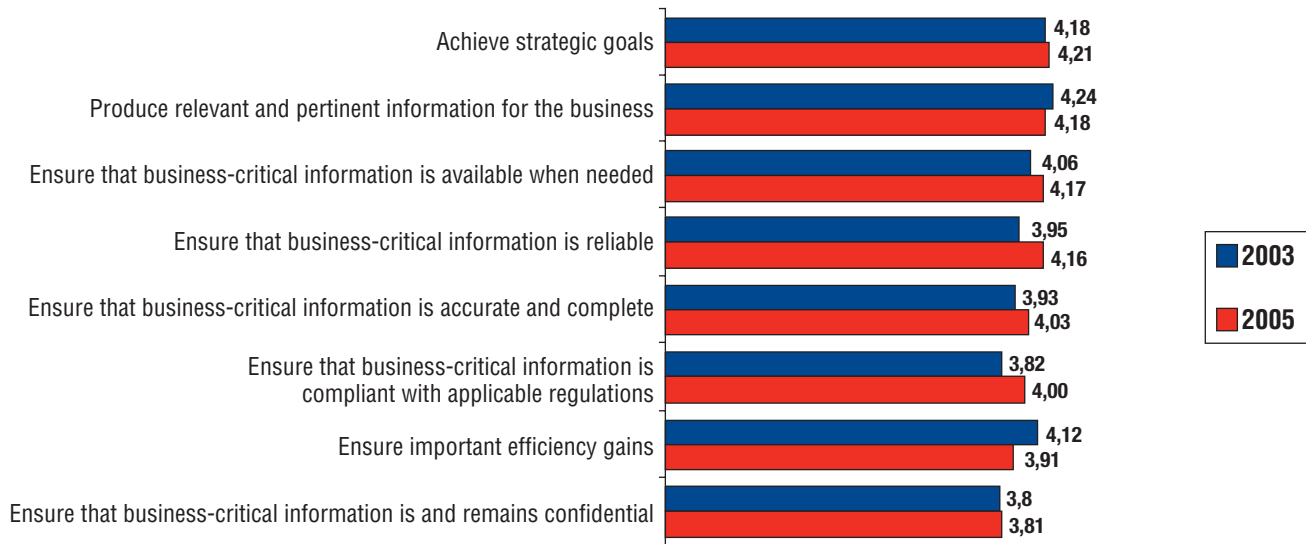 Achieve strategic goals
4,18
4,21
Produce relevant and pertinent information for the business
4,24
4,18
Ensure that business-critical information is available when needed
4,06
4,17
Ensure that business-critical information is reliable
3,95
4,16
Ensure that business-critical information is accurate and complete
3,93
4,03
Ensure that business-critical information is
compliant with applicable regulations
3,82
4,00
Ensure important efficiency gains
4,12
3,91
Ensure that business-critical information is and remains confidential
3,8
3,81
2003
2005